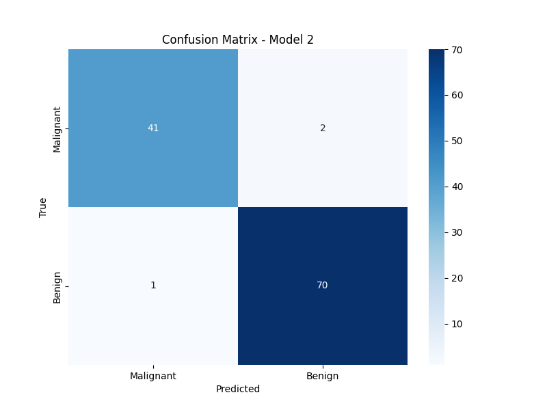 Confusion Matrix - Model 2
True
Malignant
Benign
41
2
1
70
Malignant
Benign
Predicted
70
60
50
40
30
20
10